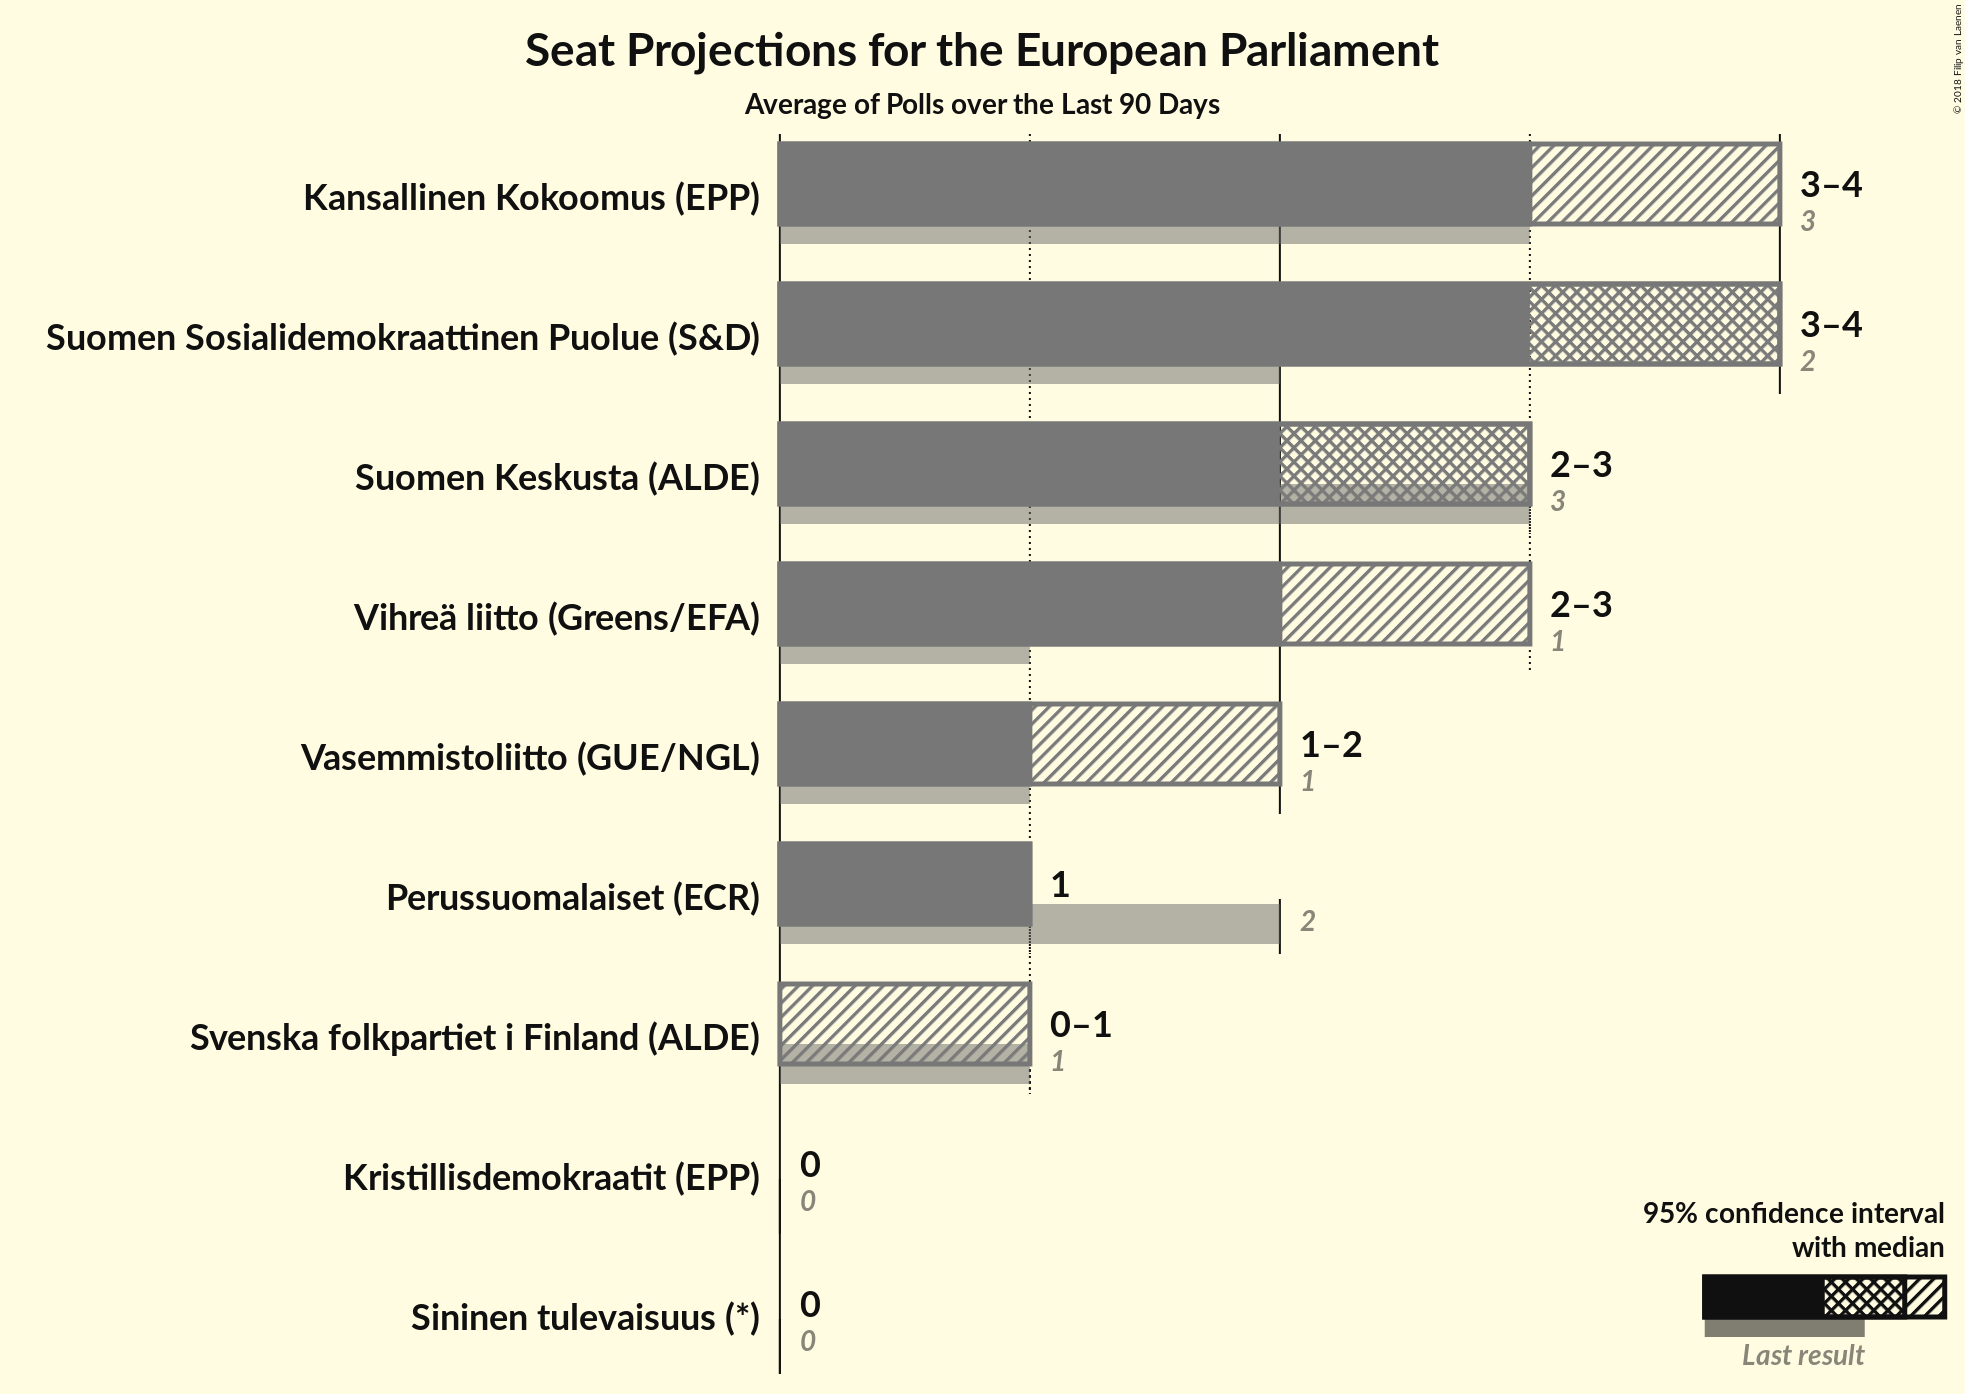 Seat Projections for the European Parliament
Average of Polls over the Last 90 Days
© 2018 Filip van Laenen
Kansallinen Kokoomus (EPP)
3–4
3
Suomen Sosialidemokraattinen Puolue (S&D)
3–4
2
Suomen Keskusta (ALDE)
2–3
3
Vihreä liitto (Greens/EFA)
2–3
1
Vasemmistoliitto (GUE/NGL)
1–2
1
Perussuomalaiset (ECR)
1
2
Svenska folkpartiet i Finland (ALDE)
0–1
1
Kristillisdemokraatit (EPP)
0
0
Sininen tulevaisuus (*)
0
0
95% confidence interval
with median
Last result